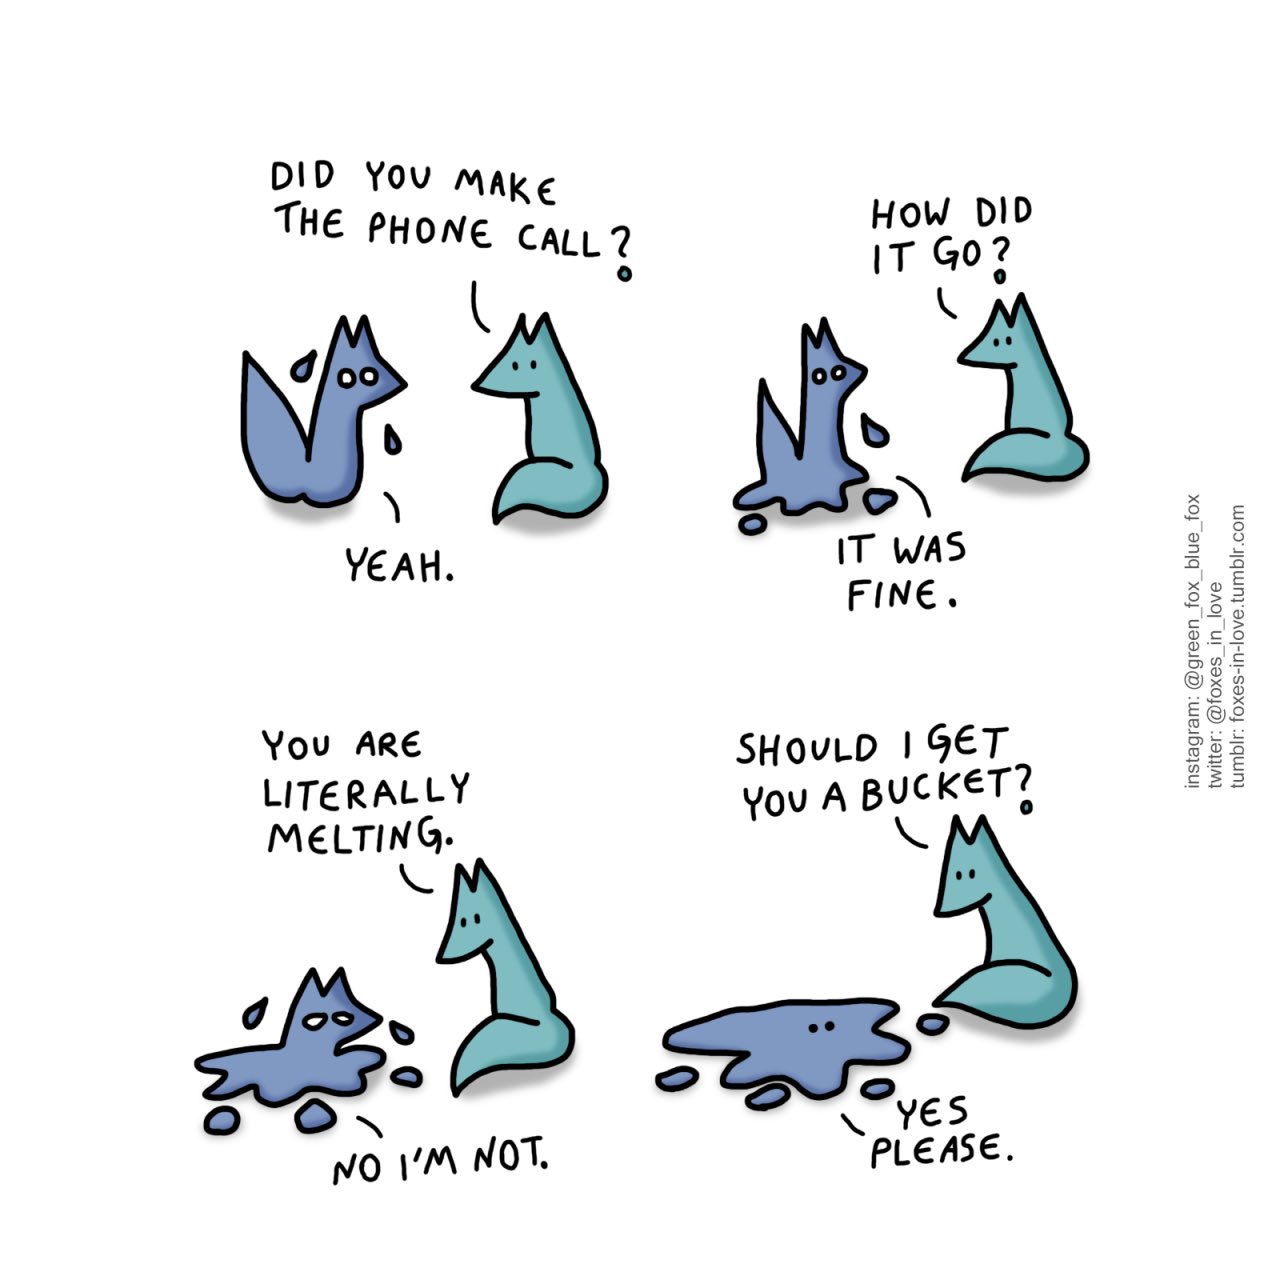 DID YOU MAKE
THE PHONE CALL?
YEAH.
HOW DID
IT GO?
IT WAS
FINE.
YOU ARE
LITERALLY
MELTING.
NO I'M NOT.
SHOULD I GET
YOU A BUCKET?
YES
PLEASE.
instagram: @green_fox_blue_fox
twitter: @foxes_in_love
tumblr: foxes-in-love.tumblr.com